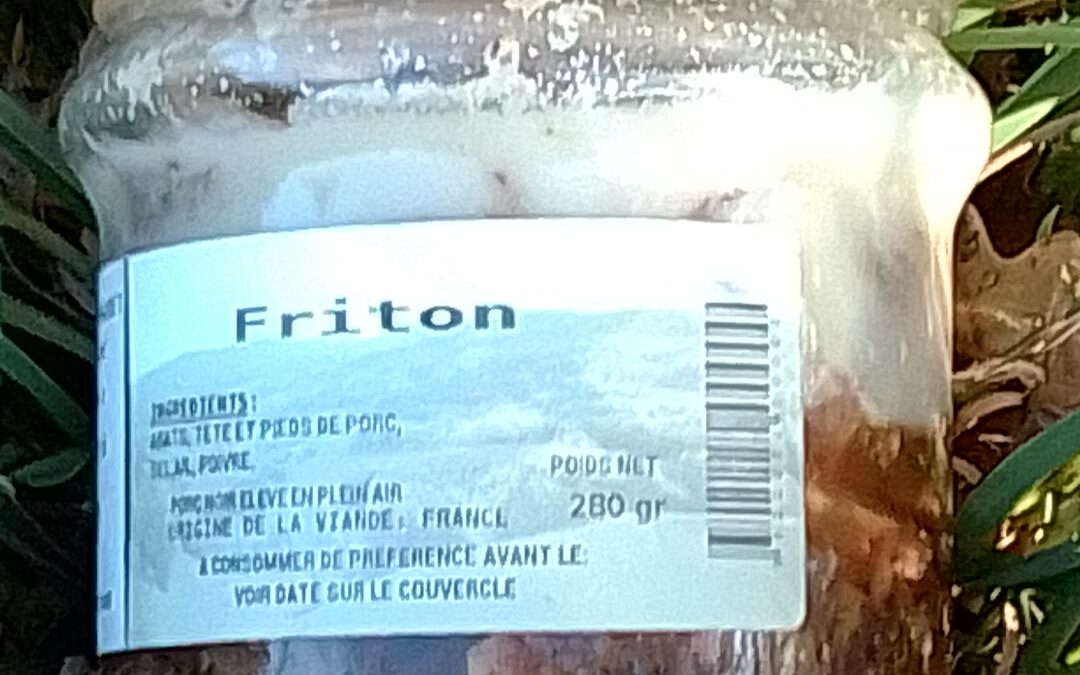 Friton
INGREDIENTS:
ABATS, TETE ET PIEDS DE PORC,
SEL, AIL, POIVRE.
PORC NOIR ELEVE EN PLEIN AIR
ORIGINE DE LA VIANDE: FRANCE
POIDS NET
280 gr
A CONSOMMER DE PREFERENCE AVANT LE:
VOIR DATE SUR LE COUVERCLE